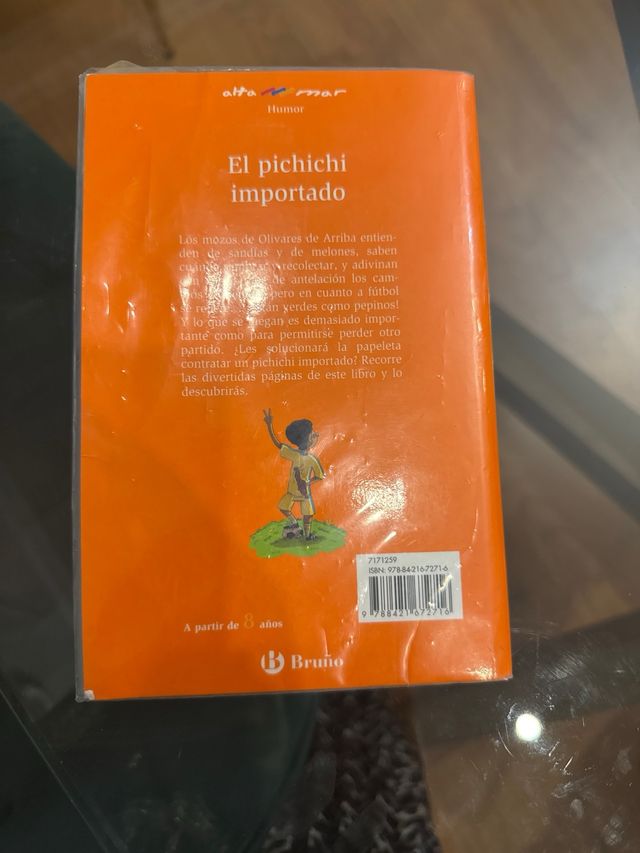 alta mar
Humor
El pichichi
importado
Los mozos de Olivares de Arriba entien-
den de sandías y de melones, saben
recolectar, y adivinan
de antelación los cam-
pero en cuanto a fútbol
verdes como pepinos!
Y lo que se juegan es demasiado impor-
tante como para permitirse perder otro
partido. ¿Les solucionará la papeleta
contratar un pichichi importado? Recorre
las divertidas páginas de este libro y lo
descubrirás.
7171259
ISBN: 978-84-216-7271-6
9 788421 672716
A partir de 8 años
B Bruño